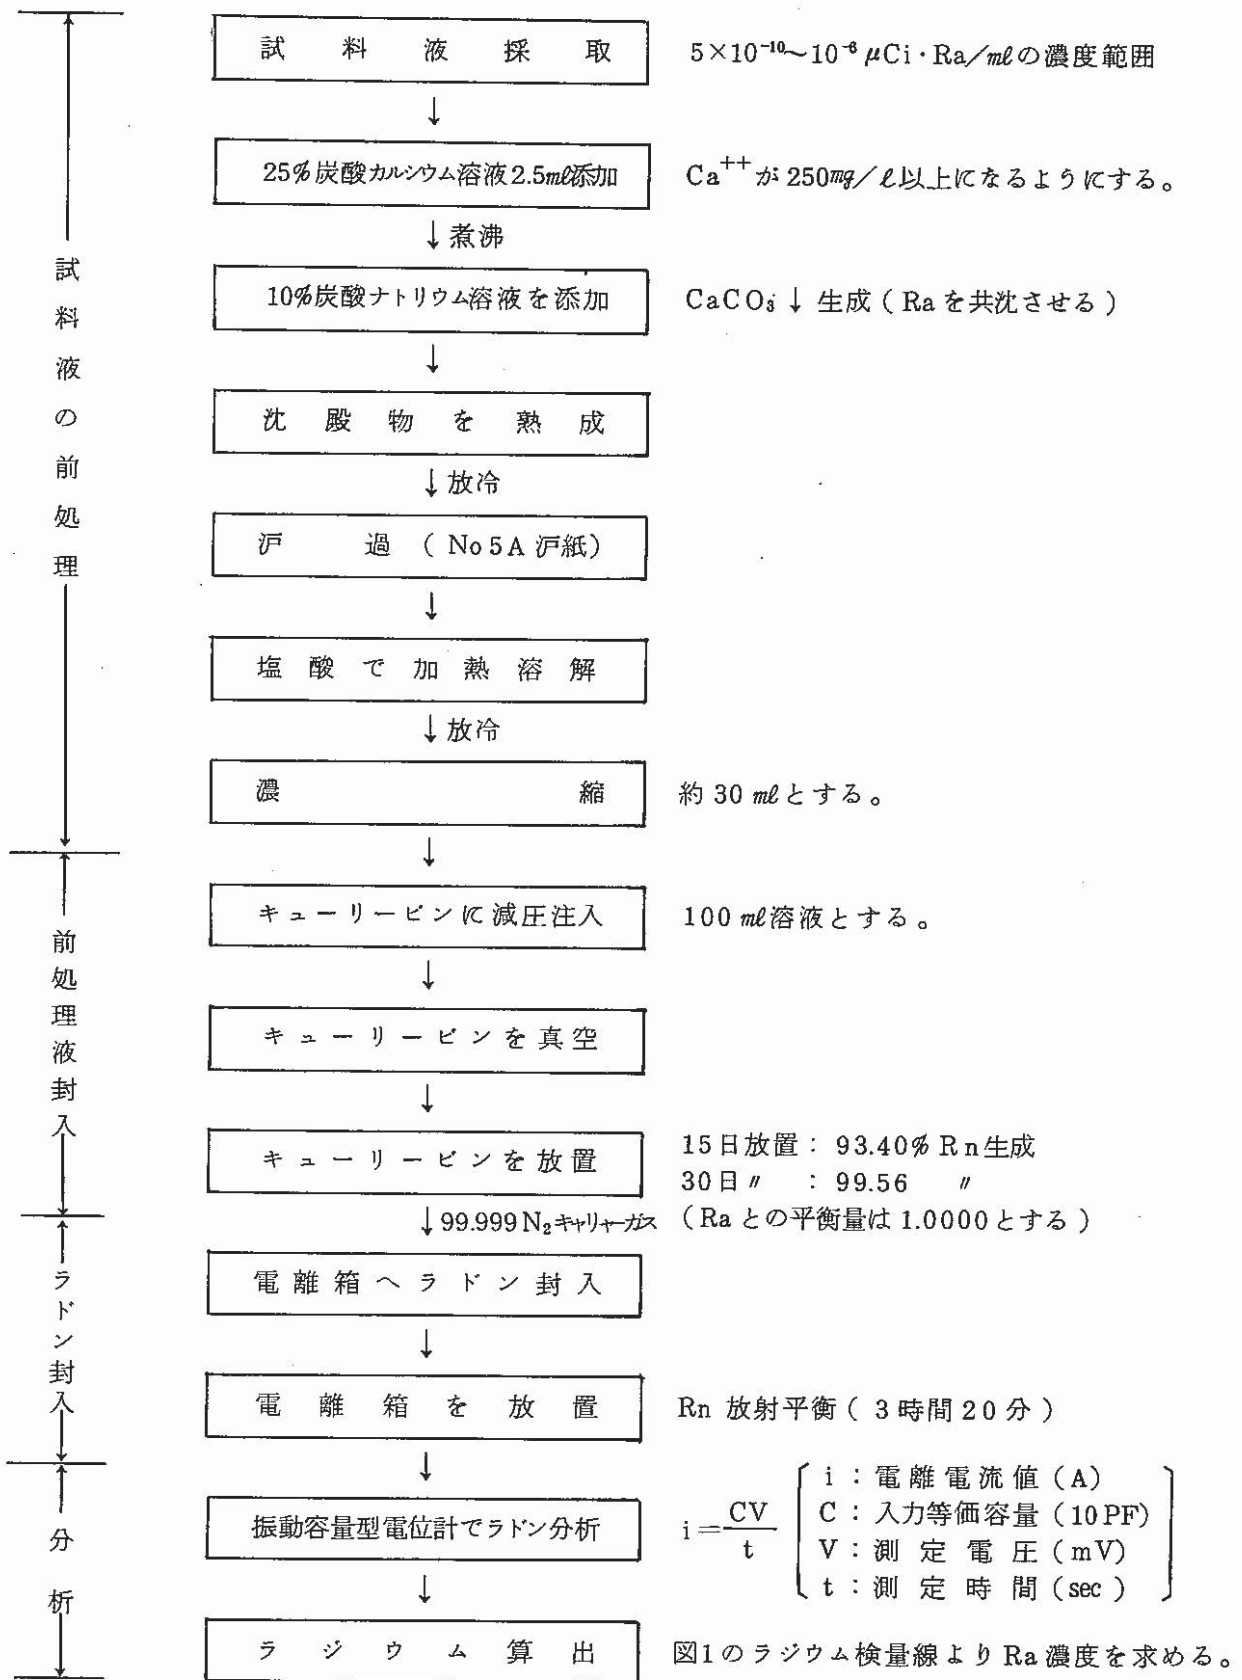 試料液採取
5×10⁻¹⁰~10⁻⁶ μCi・Ra/mlの濃度範囲
↓
25%炭酸カルシウム溶液2.5ml添加
Ca⁺⁺が250mg/l以上になるようにする。
↓煮沸
10%炭酸ナトリウム溶液を添加
CaCO₃↓生成(Raを共沈させる)
↓
沈殿物を熟成
↓放冷
沪過(No5A沪紙)
↓
塩酸で加熱溶解
↓放冷
濃縮
約30mlとする。
試料液の前処理
↓
キューリービンに減圧注入
100ml溶液とする。
↓
キューリービンを真空
↓
キューリービンを放置
15日放置:93.40% Rn生成
30日〃:99.56 〃
(Raとの平衡量は1.0000とする)
前処理液封入
↓99.999N₂キャリャーガス
電離箱へラドン封入
↓
電離箱を放置
Rn放射平衡(3時間20分)
ラドン封入
↓
振動容量型電位計でラドン分析
i=CV/t
i:電離電流値(A)
C:入力等価容量(10PF)
V:測定電圧(mV)
t:測定時間(sec)
↓
ラジウム算出
図1のラジウム検量線よりRa濃度を求める。
分析